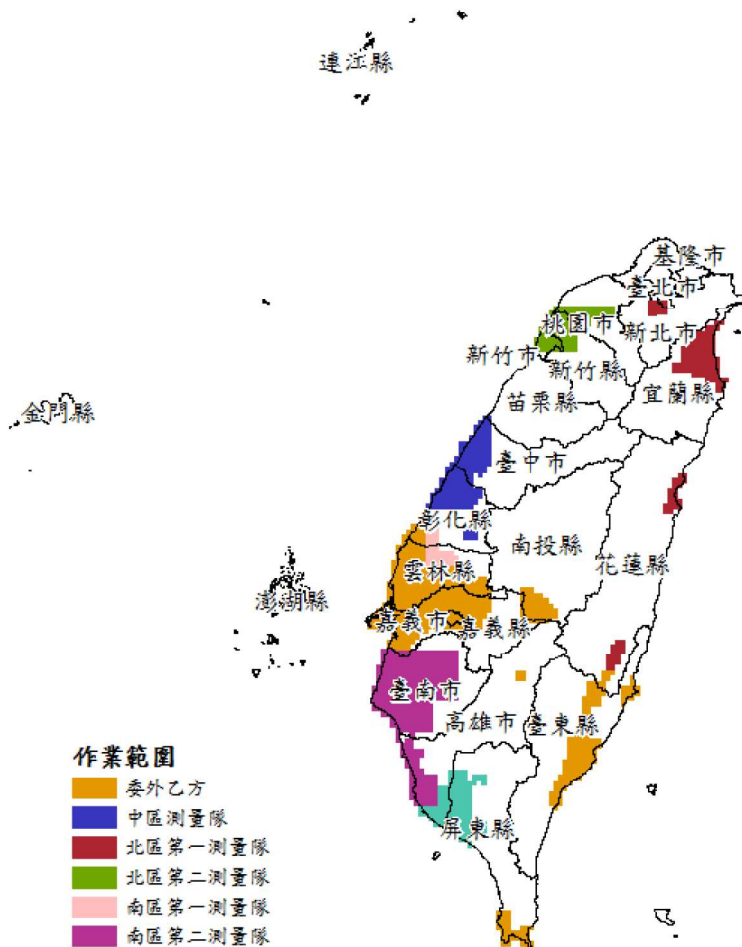 連江縣
基隆市
臺北市
桃園市
新北市
新竹市
新竹縣
宜蘭縣
苗栗縣
金門縣
臺中市
彰化縣
南投縣
花蓮縣
雲林縣
澎湖縣
嘉義市
嘉義縣
臺南市
高雄市
臺東縣
屏東縣
作業範圍
委外乙方
中區測量隊
北區第一測量隊
北區第二測量隊
南區第一測量隊
南區第二測量隊